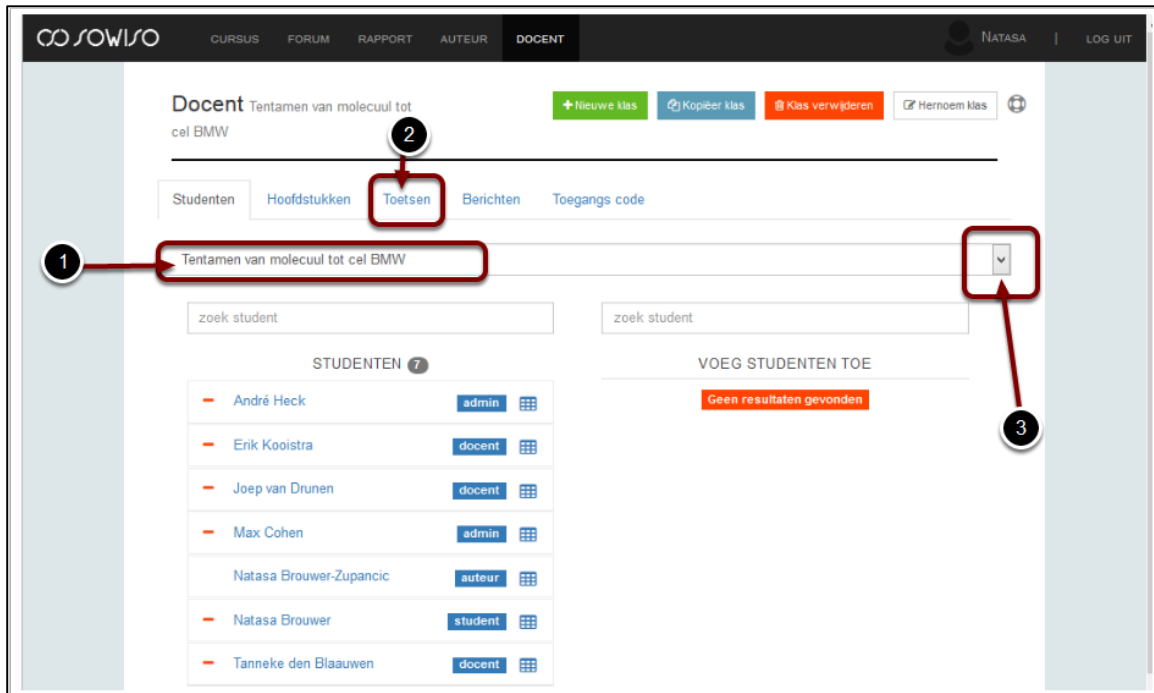 SOWISO CURSUS FORUM RAPPORT AUTEUR DOCENT NATASA | LOG UIT
Docent Tentamen van molecuul tot
cel BMW
Nieuwe klas Kopiëer klas Klas verwijderen Hernoem klas
2
Studenten Hoofdstukken Toetsen Berichten Toegangs code
1
Tentamen van molecuul tot cel BMW
zoek student zoek student
STUDENTEN 7 VOEG STUDENTEN TOE
André Heck admin Geen resultaten gevonden
3
Erik Kooistra docent
Joep van Drunen docent
Max Cohen admin
Natasa Brouwer-Zupancic auteur
Natasa Brouwer student
Tanneke den Blaauwen docent